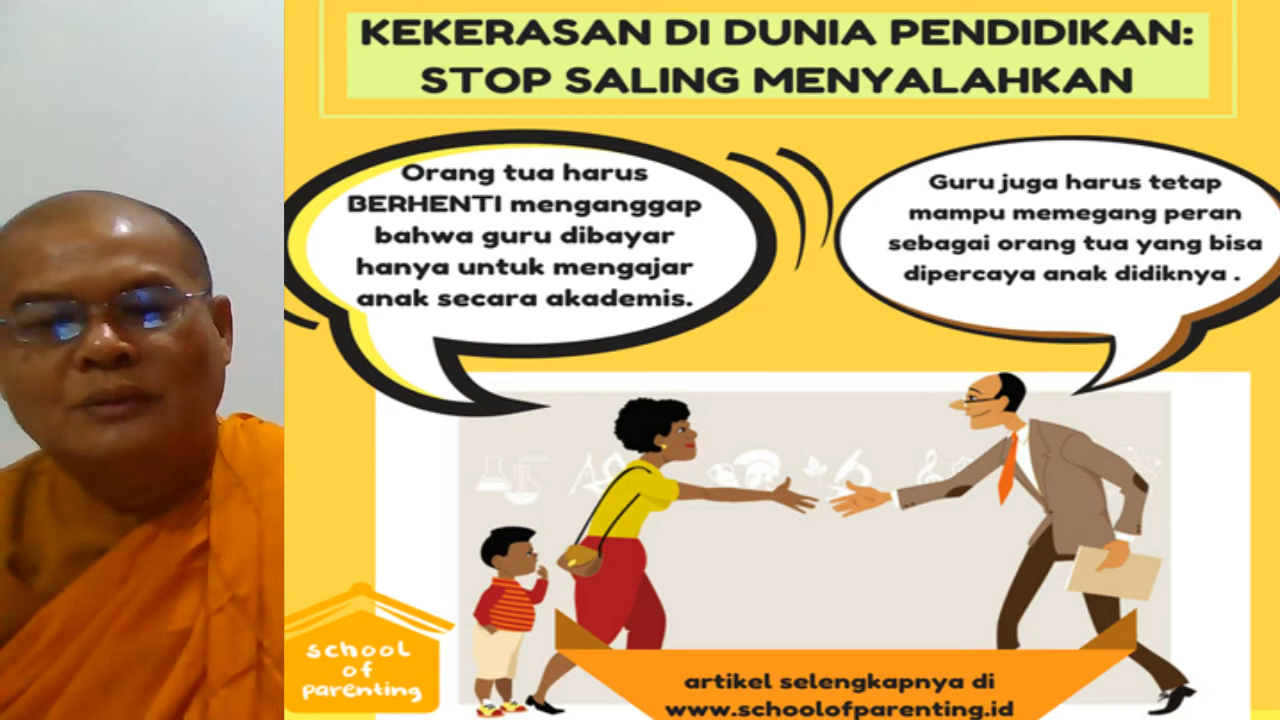 KEKERASAN DI DUNIA PENDIDIKAN:
STOP SALING MENYALAHKAN
Orang tua harus
BERHENTI menganggap
bahwa guru dibayar
hanya untuk mengajar
anak secara akademis.
Guru juga harus tetap
mampu memegang peran
sebagai orang tua yang bisa
dipercaya anak didiknya .
school
of
parenting
artikel selengkapnya di
www.schoolofparenting.id